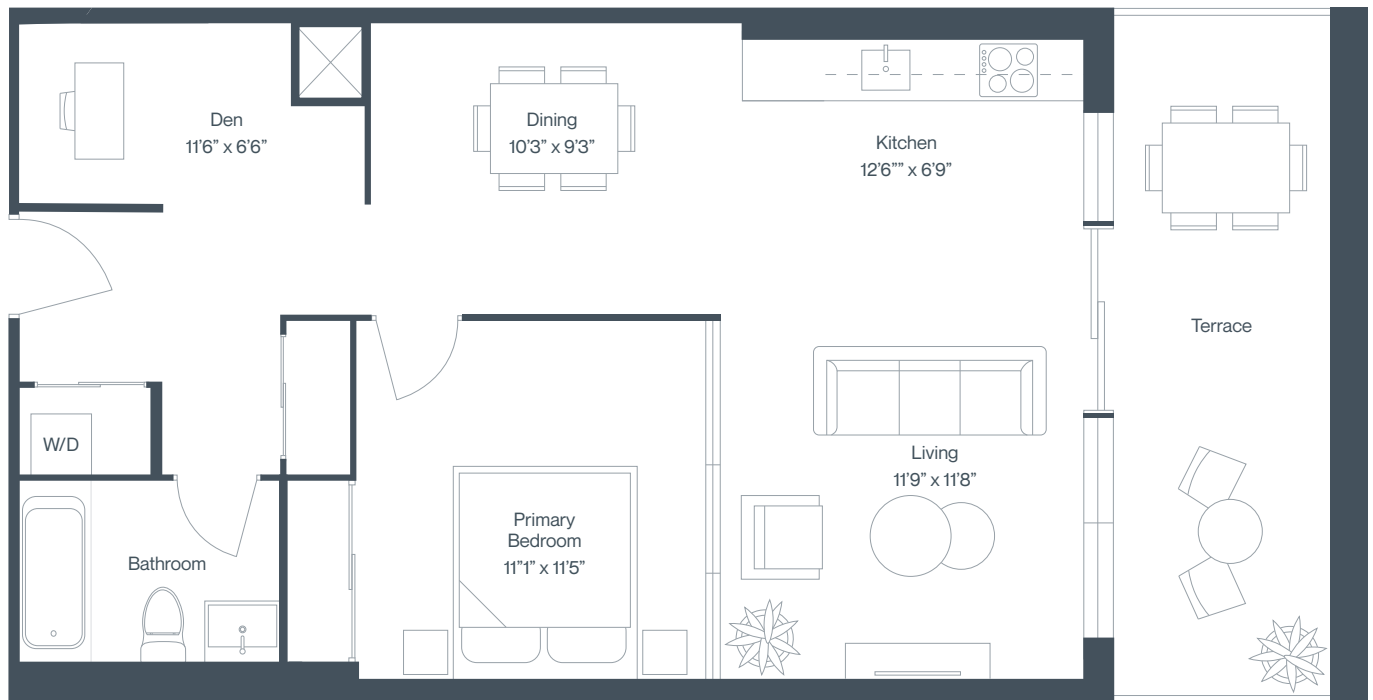 Den
11’6” x 6’6”
Dining
10’3” x 9’3”
Kitchen
12’6”” x 6’9”
Terrace
W/D
Living
11’9” x 11’8”
Primary
Bedroom
11”1” x 11’5”
Bathroom